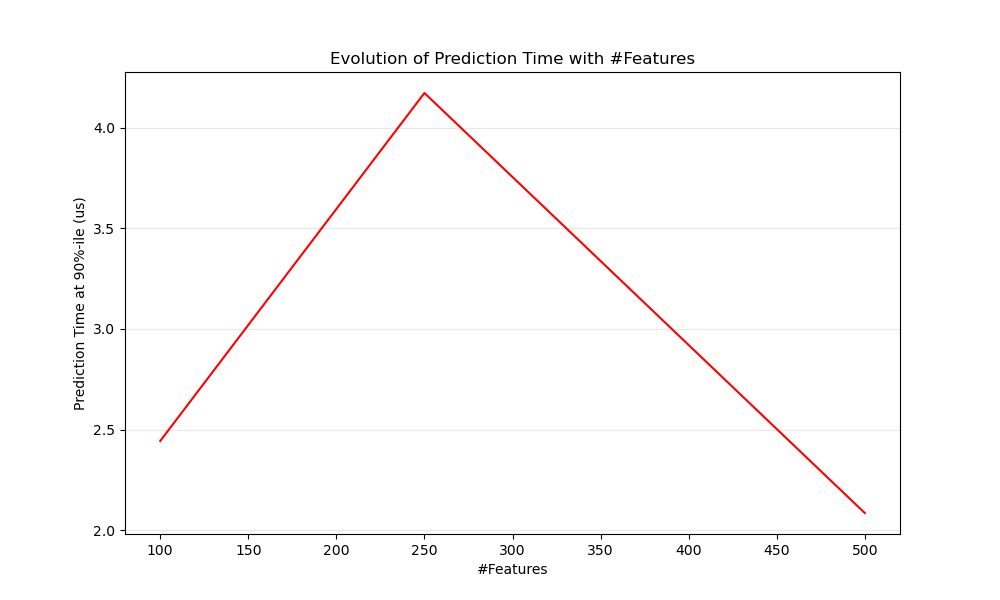 Evolution of Prediction Time with #Features
Prediction Time at 90%-ile (us)
4.0
3.5
3.0
2.5
2.0
100 150 200 250 300 350 400 450 500
#Features